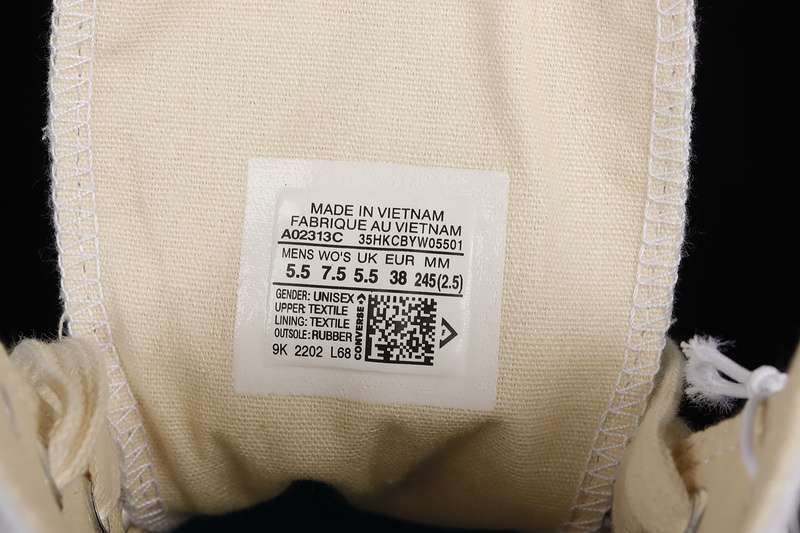 MADE IN VIETNAM
FABRIQUE AU VIETNAM
A02313C 35HKCBYW05501
MENS WO'S UK EUR MM
5.5 7.5 5.5 38 245(2.5)
GENDER: UNISEX
UPPER: TEXTILE
LINING: TEXTILE
OUTSOLE: RUBBER
9K 2202 L68
CONVERSE